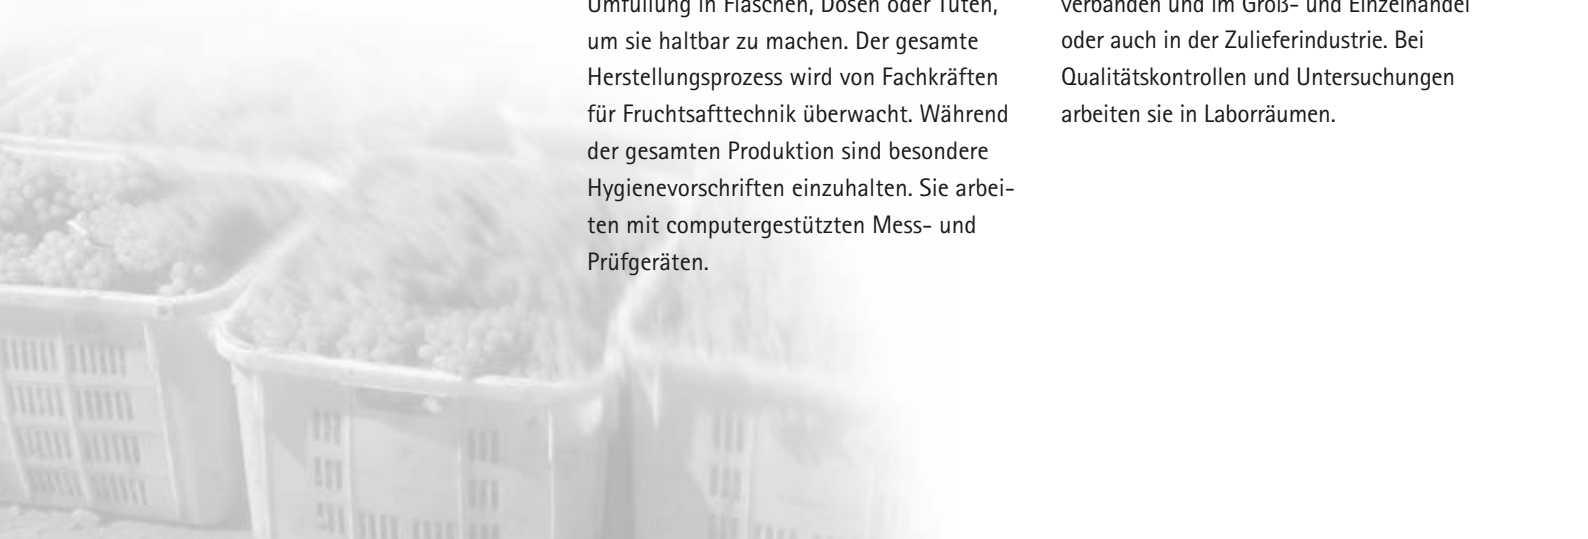 Umfüllung in Flaschen, Dosen oder Tüten,
um sie haltbar zu machen. Der gesamte
Herstellungsprozess wird von Fachkräften
für Fruchtsafttechnik überwacht. Während
der gesamten Produktion sind besondere
Hygienevorschriften einzuhalten. Sie arbei-
ten mit computergestützten Mess- und
Prüfgeräten.
verbänden und im Groß- und Einzelhandel
oder auch in der Zulieferindustrie. Bei
Qualitätskontrollen und Untersuchungen
arbeiten sie in Laborräumen.